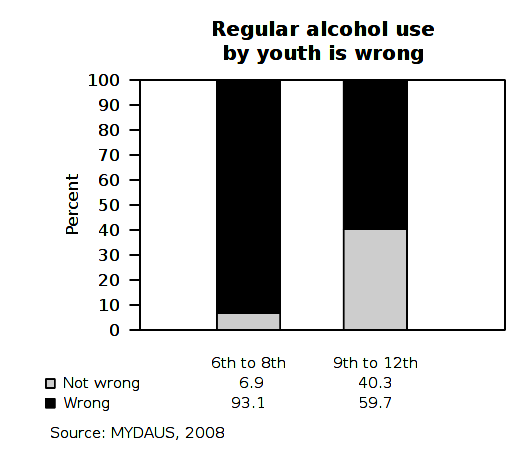 Regular alcohol use
by youth is wrong
100
90
80
70
60
50
40
30
20
10
0
Percent
6th to 8th 9th to 12th
Not wrong 6.9 40.3
Wrong 93.1 59.7
Source: MYDAUS, 2008